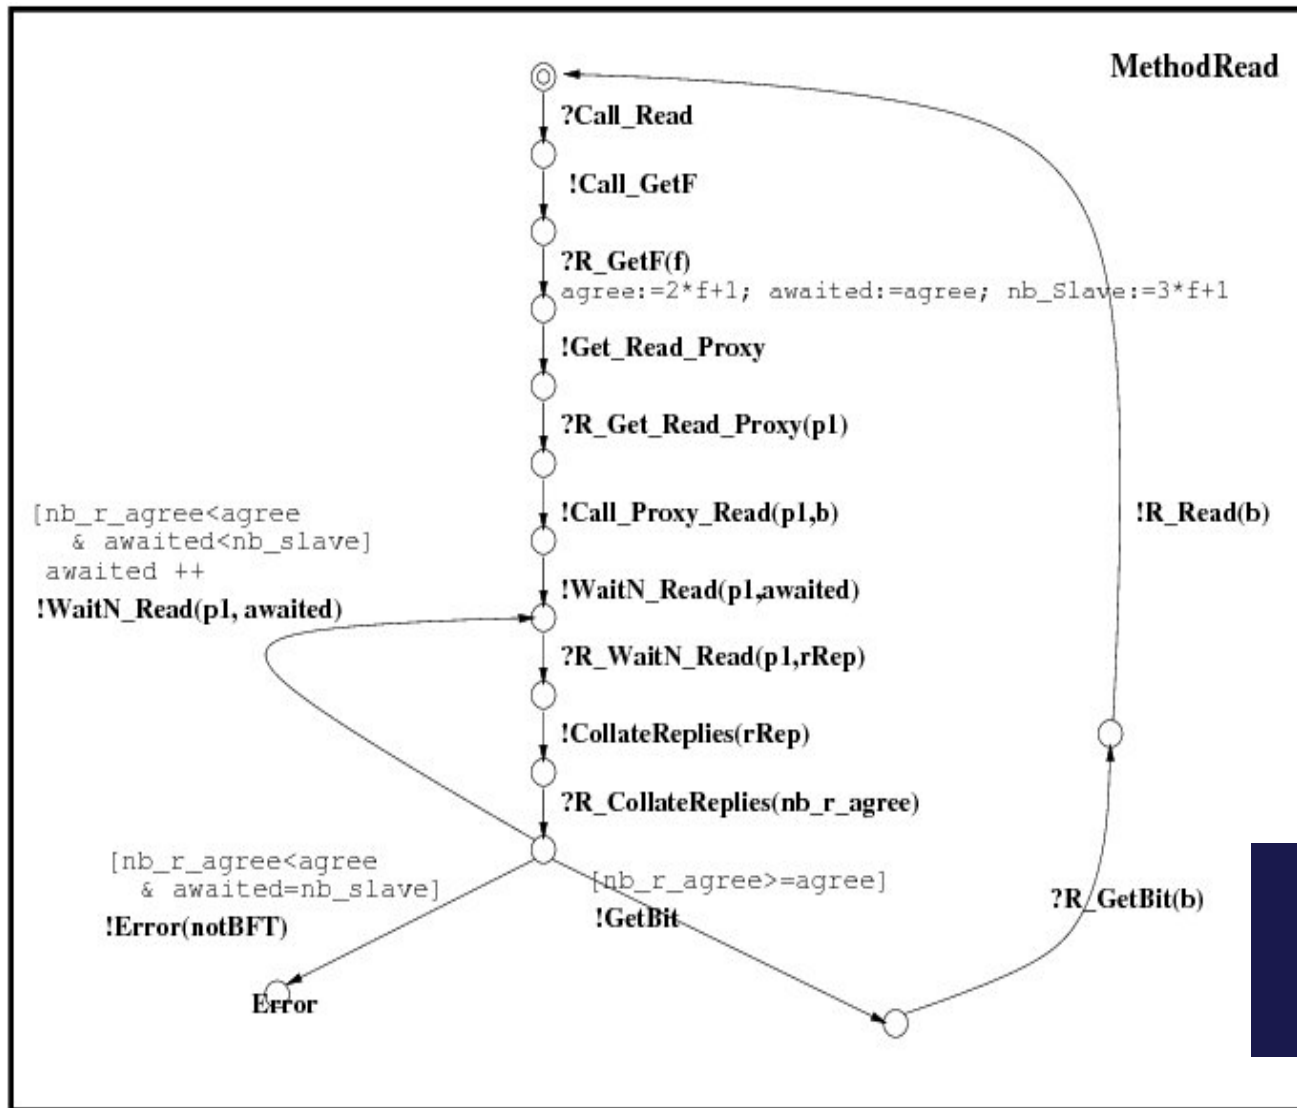 MethodRead
?Call_Read
!Call_GetF
?R_GetF(f)
agree:=2*f+1; awaited:=agree; nb_Slave:=3*f+1
!Get_Read_Proxy
?R_Get_Read_Proxy(p1)
[nb_r_agree<agree
& awaited<nb_slave]
awaited ++
!WaitN_Read(p1, awaited)
!Call_Proxy_Read(p1,b)
!R_Read(b)
!WaitN_Read(p1,awaited)
?R_WaitN_Read(p1,rRep)
!CollateReplies(rRep)
?R_CollateReplies(nb_r_agree)
[nb_r_agree<agree
& awaited=nb_slave]
!Error(notBFT)
Error
[nb_r_agree>=agree]
!GetBit
?R_GetBit(b)